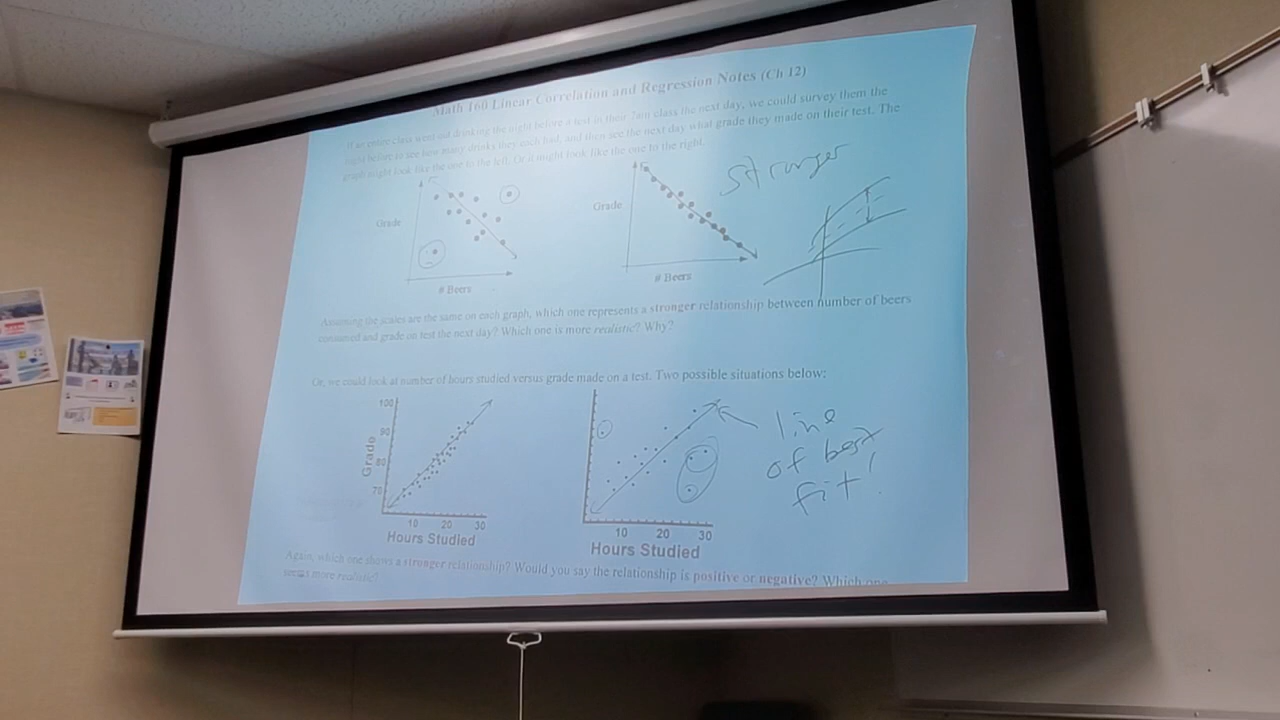 Math 160 Linear Correlation and Regression Notes (Ch 12)
If an entire class went out drinking the night before a test in their 7am class the next day, we could survey them the
night before to see how many drinks they each had, and then see the next day what grade they made on their test. The
graph might look like the one to the left. Or it might look like the one to the right.
Stronger
Grade
# Beers
Grade
# Beers
Assuming the scales are the same on each graph, which one represents a stronger relationship between number of beers
consumed and grade on test the next day? Which one is more realistic? Why?
Or, we could look at number of hours studied versus grade made on a test. Two possible situations below:
100
90
80
70
Grade
10 20 30
Hours Studied
10 20 30
Hours Studied
line
of best
fit!
Again, which one shows a stronger relationship? Would you say the relationship is positive or negative? Which one
seems more realistic?